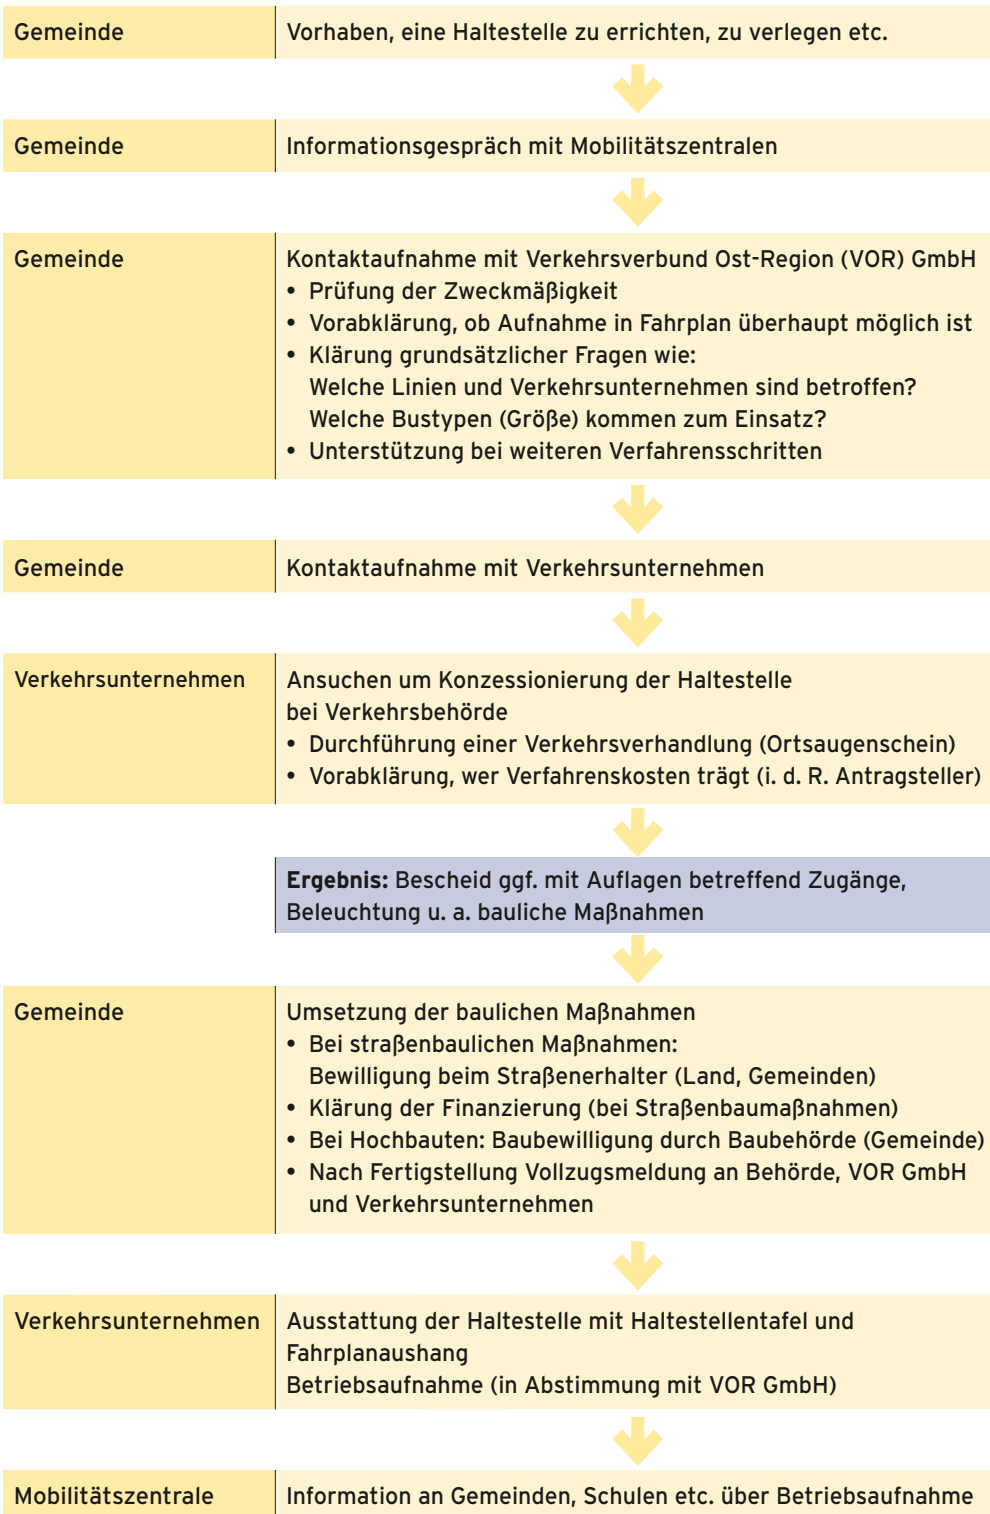 Gemeinde
Vorhaben, eine Haltestelle zu errichten, zu verlegen etc.
Gemeinde
Informationsgespräch mit Mobilitätszentralen
Gemeinde
Kontaktaufnahme mit Verkehrsverbund Ost-Region (VOR) GmbH
• Prüfung der Zweckmäßigkeit
• Vorabklärung, ob Aufnahme in Fahrplan überhaupt möglich ist
• Klärung grundsätzlicher Fragen wie:
Welche Linien und Verkehrsunternehmen sind betroffen?
Welche Bustypen (Größe) kommen zum Einsatz?
• Unterstützung bei weiteren Verfahrensschritten
Gemeinde
Kontaktaufnahme mit Verkehrsunternehmen
Verkehrsunternehmen
Ansuchen um Konzessionierung der Haltestelle
bei Verkehrsbehörde
• Durchführung einer Verkehrsverhandlung (Ortsaugenschein)
• Vorabklärung, wer Verfahrenskosten trägt (i. d. R. Antragsteller)
Ergebnis: Bescheid ggf. mit Auflagen betreffend Zugänge,
Beleuchtung u. a. bauliche Maßnahmen
Gemeinde
Umsetzung der baulichen Maßnahmen
• Bei straßenbaulichen Maßnahmen:
Bewilligung beim Straßenerhalter (Land, Gemeinden)
• Klärung der Finanzierung (bei Straßenbaumaßnahmen)
• Bei Hochbauten: Baubewilligung durch Baubehörde (Gemeinde)
• Nach Fertigstellung Vollzugsmeldung an Behörde, VOR GmbH
und Verkehrsunternehmen
Verkehrsunternehmen
Ausstattung der Haltestelle mit Haltestellentafel und
Fahrplanaushang
Betriebsaufnahme (in Abstimmung mit VOR GmbH)
Mobilitätszentrale
Information an Gemeinden, Schulen etc. über Betriebsaufnahme